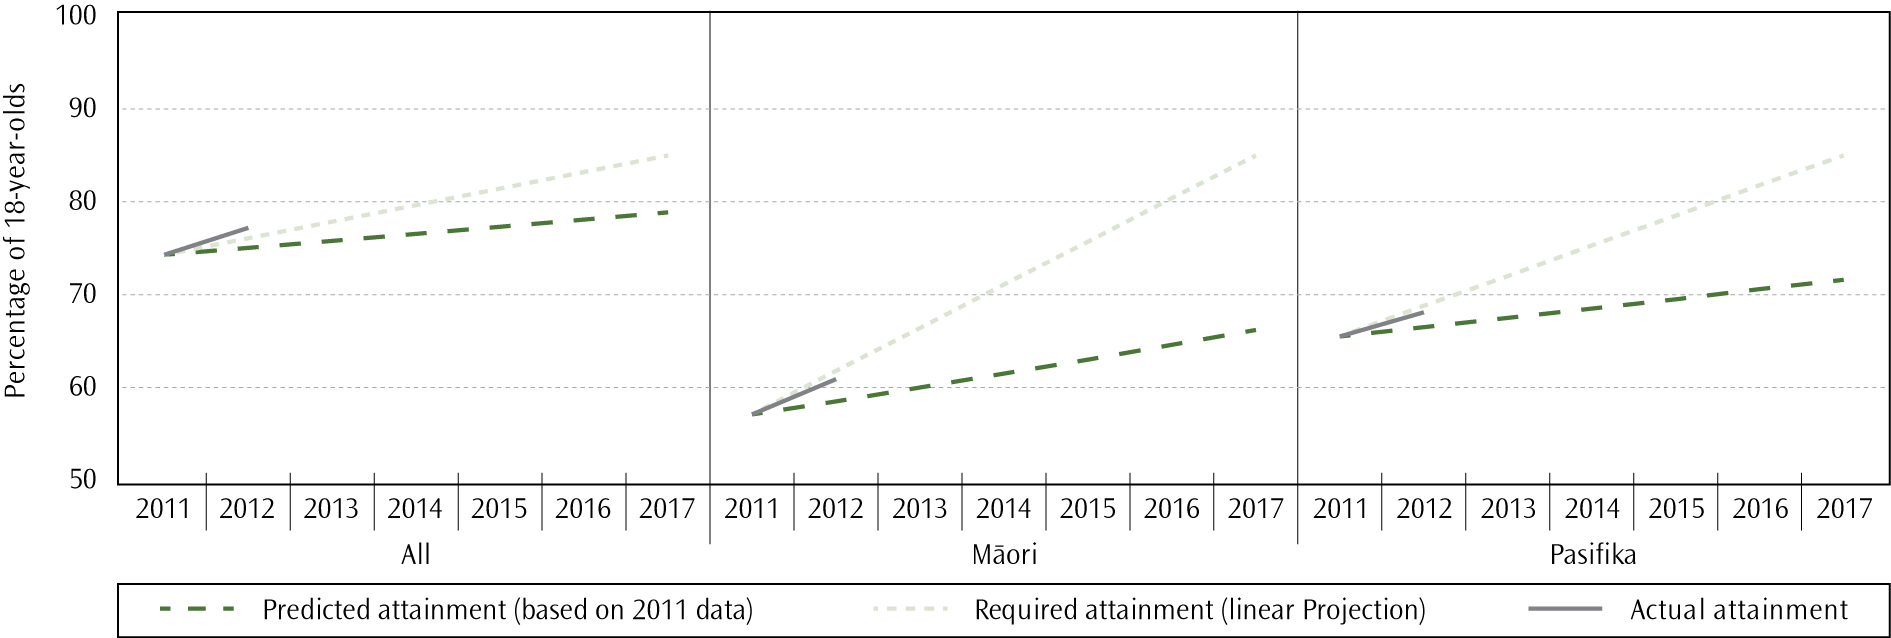 Percentage of 18-year-olds
100
90
80
70
60
50
2011 2012 2013 2014 2015 2016 2017 2011 2012 2013 2014 2015 2016 2017 2011 2012 2013 2014 2015 2016 2017
All Māori Pasifika
Predicted attainment (based on 2011 data) Required attainment (linear Projection) Actual attainment